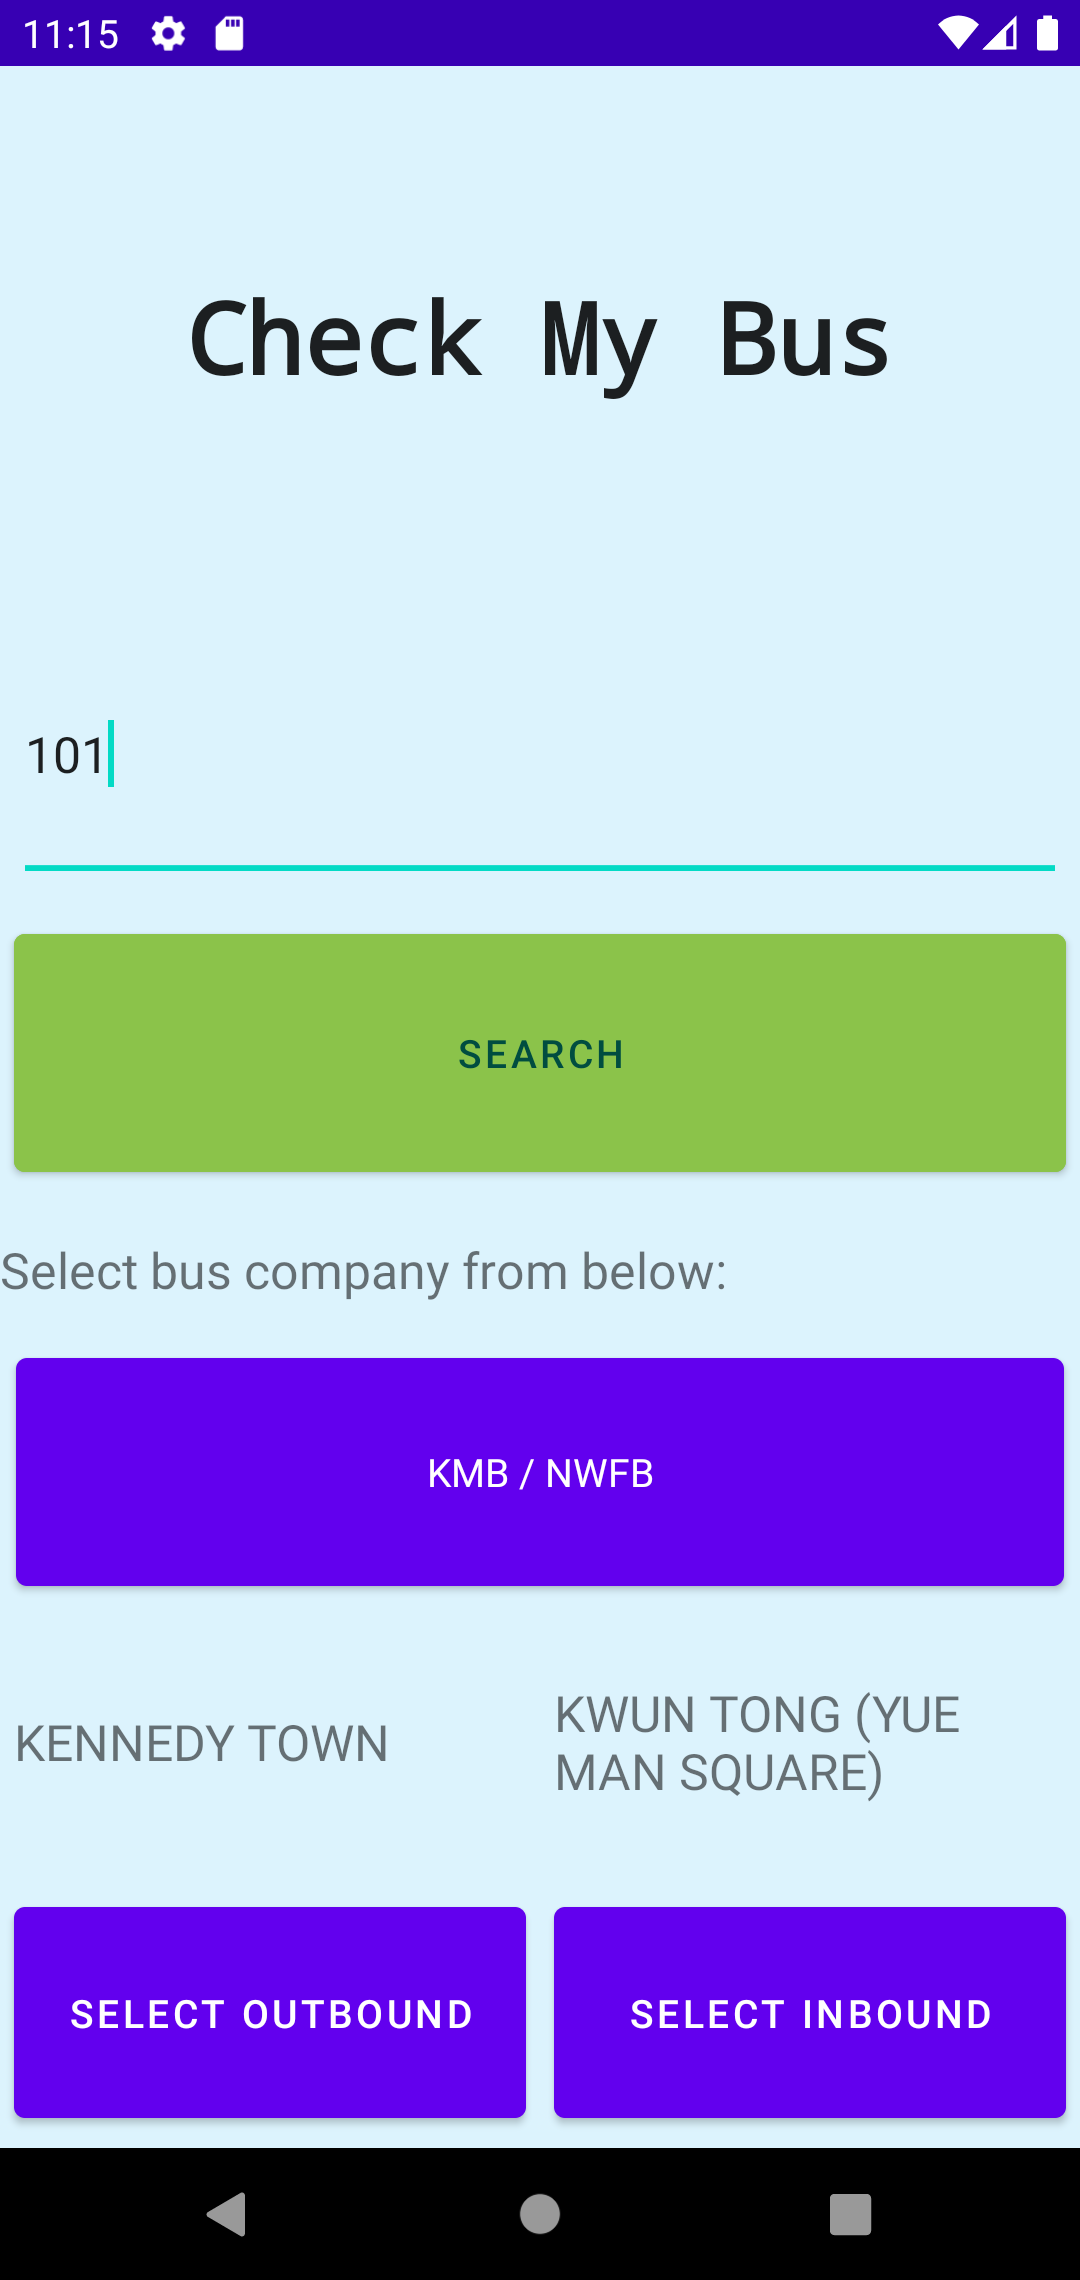 11:15
Check My Bus
101
SEARCH
Select bus company from below:
KMB / NWFB
KENNEDY TOWN
KWUN TONG (YUE
MAN SQUARE)
SELECT OUTBOUND
SELECT INBOUND